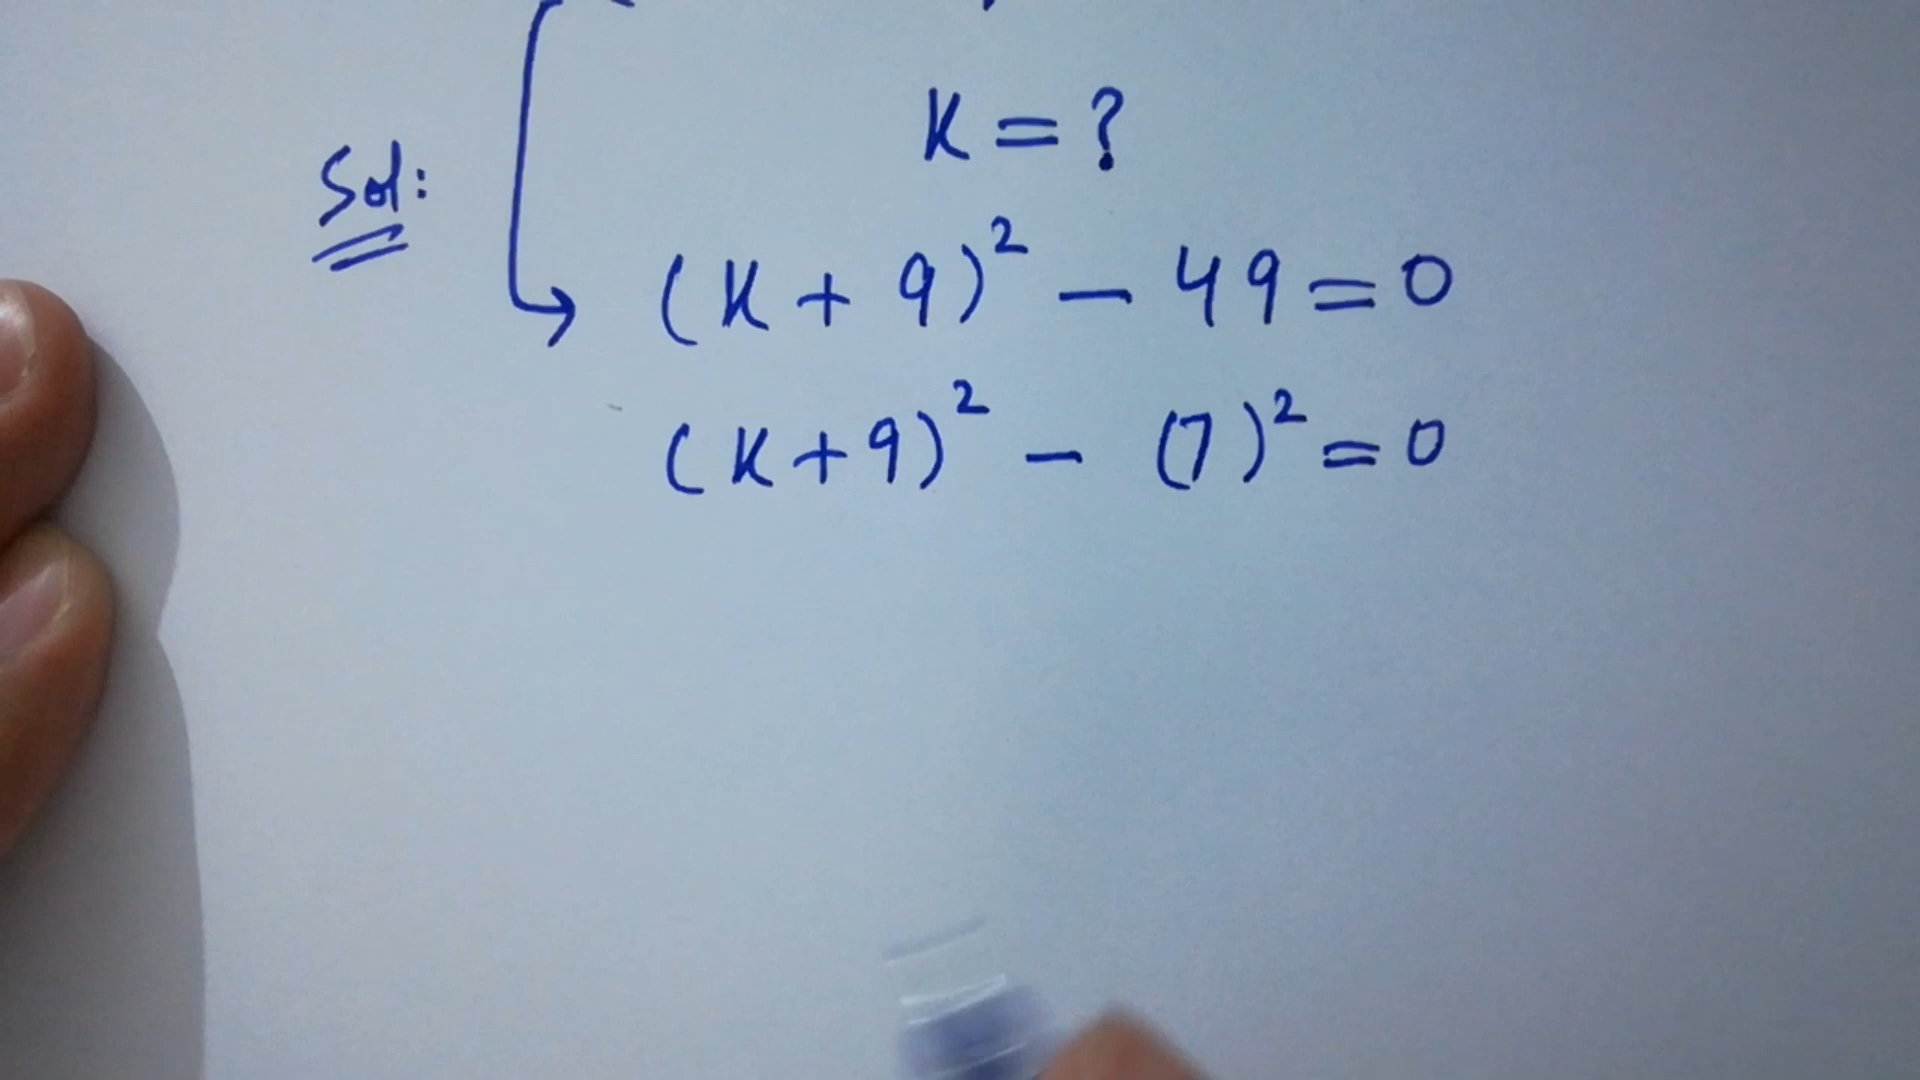 K = ?
Sol:
(K + 9)² - 49 = 0
(K + 9)² - (7)² = 0